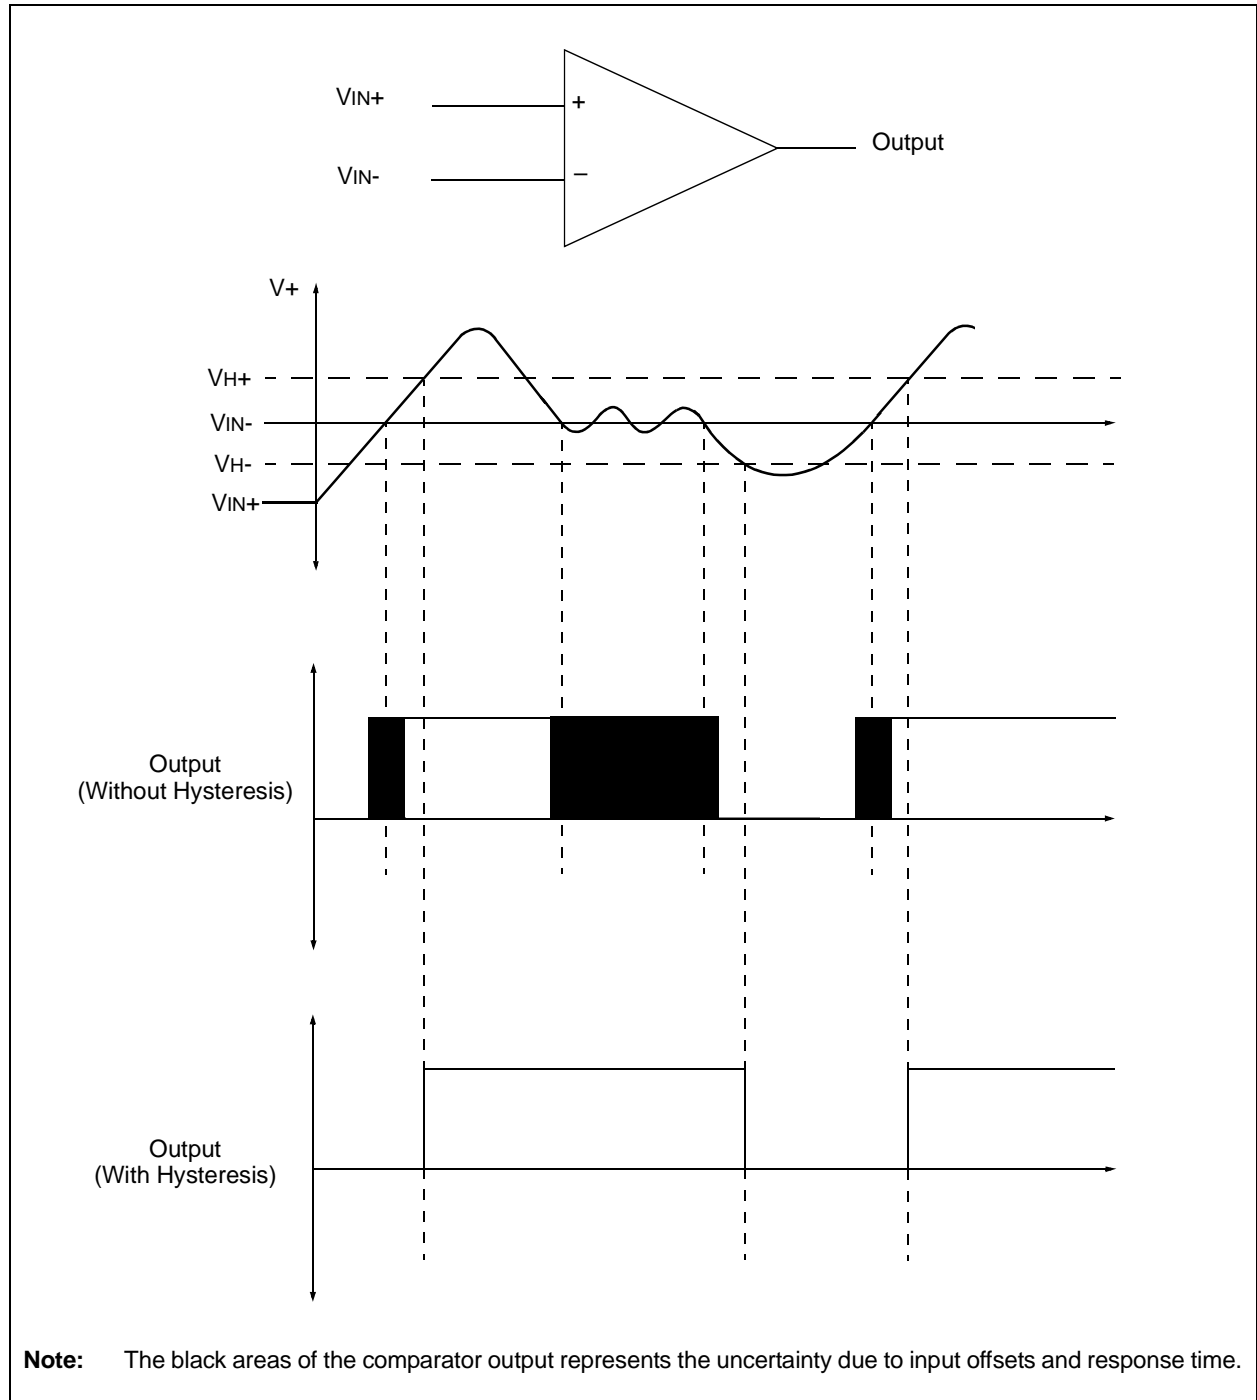 VIN+
+
Output
VIN-
–
V+
VH+
VIN-
VH-
VIN+
Output
(Without Hysteresis)
Output
(With Hysteresis)
Note: The black areas of the comparator output represents the uncertainty due to input offsets and response time.